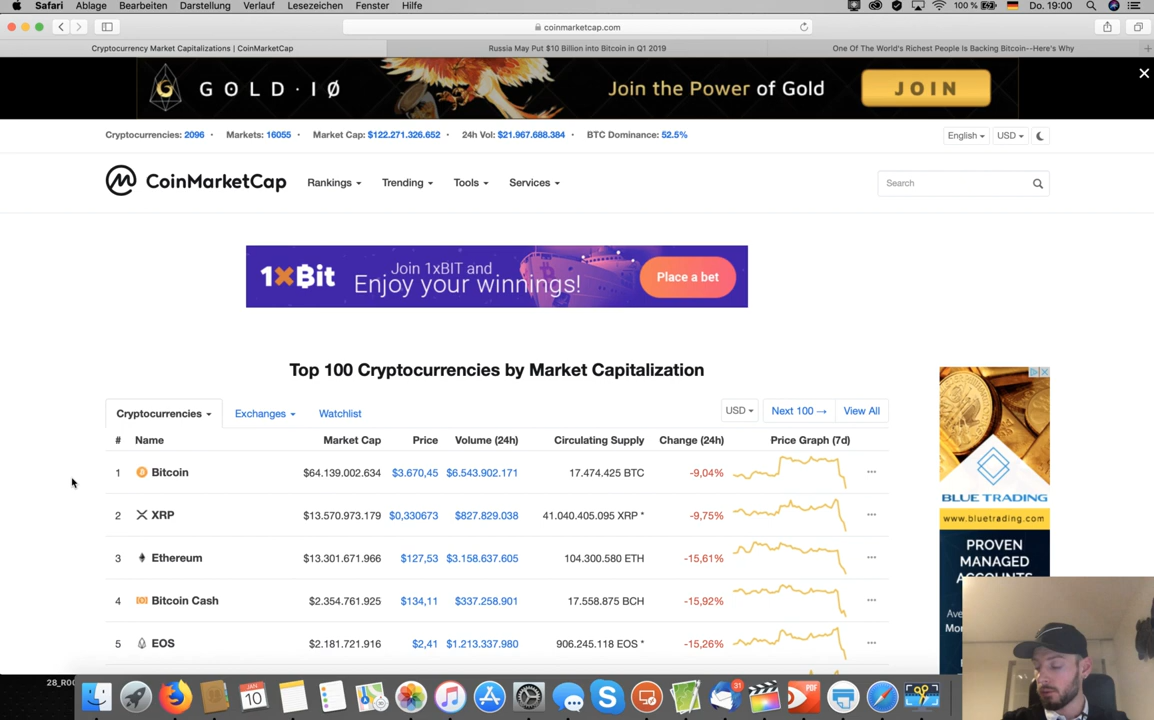 Safari Ablage Bearbeiten Darstellung Verlauf Lesezeichen Fenster Hilfe 100 % Do. 19:00
coinmarketcap.com
Cryptocurrency Market Capitalizations | CoinMarketCap Russia May Put $10 Billion into Bitcoin in Q1 2019 One Of The World's Richest People Is Backing Bitcoin--Here's Why
GOLD·IØ Join the Power of Gold JOIN
Cryptocurrencies: 2096 · Markets: 16055 · Market Cap: $122.271.326.652 · 24h Vol: $21.967.688.384 · BTC Dominance: 52.5% English USD
CoinMarketCap Rankings Trending Tools Services Search
1xBit Join 1xBIT and Enjoy your winnings! Place a bet
Top 100 Cryptocurrencies by Market Capitalization
Cryptocurrencies Exchanges Watchlist USD Next 100 → View All
# Name Market Cap Price Volume (24h) Circulating Supply Change (24h) Price Graph (7d)
1 Bitcoin $64.139.002.634 $3.670,45 $6.543.902.171 17.474.425 BTC -9,04%
2 XRP $13.570.973.179 $0,330673 $827.829.038 41.040.405.095 XRP * -9,75%
3 Ethereum $13.301.671.966 $127,53 $3.158.637.605 104.300.580 ETH -15,61%
4 Bitcoin Cash $2.354.761.925 $134,11 $337.258.901 17.558.875 BCH -15,92%
5 EOS $2.181.721.916 $2,41 $1.213.337.980 906.245.118 EOS * -15,26%
BLUE TRADING
www.bluetrading.com
PROVEN
MANAGED
ACCOUNTS
JAN
10
31
PDF